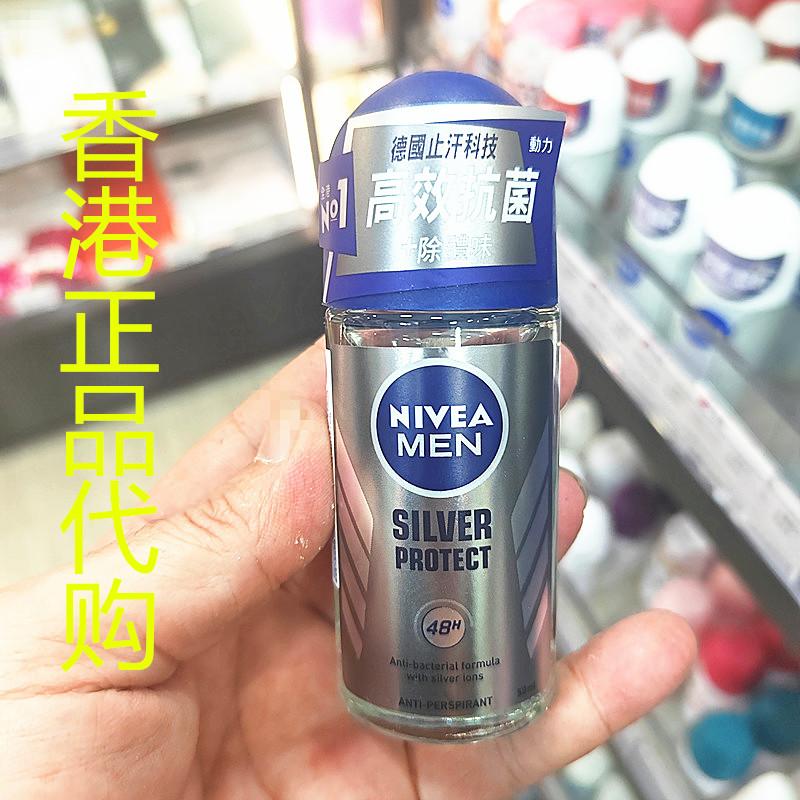 香港正品代购
德國止汗科技
動力
No1
高效抗菌
+除體味
NIVEA
MEN
SILVER
PROTECT
48H
Anti-bacterial formula
with silver ions
ANTI-PERSPIRANT
50mL